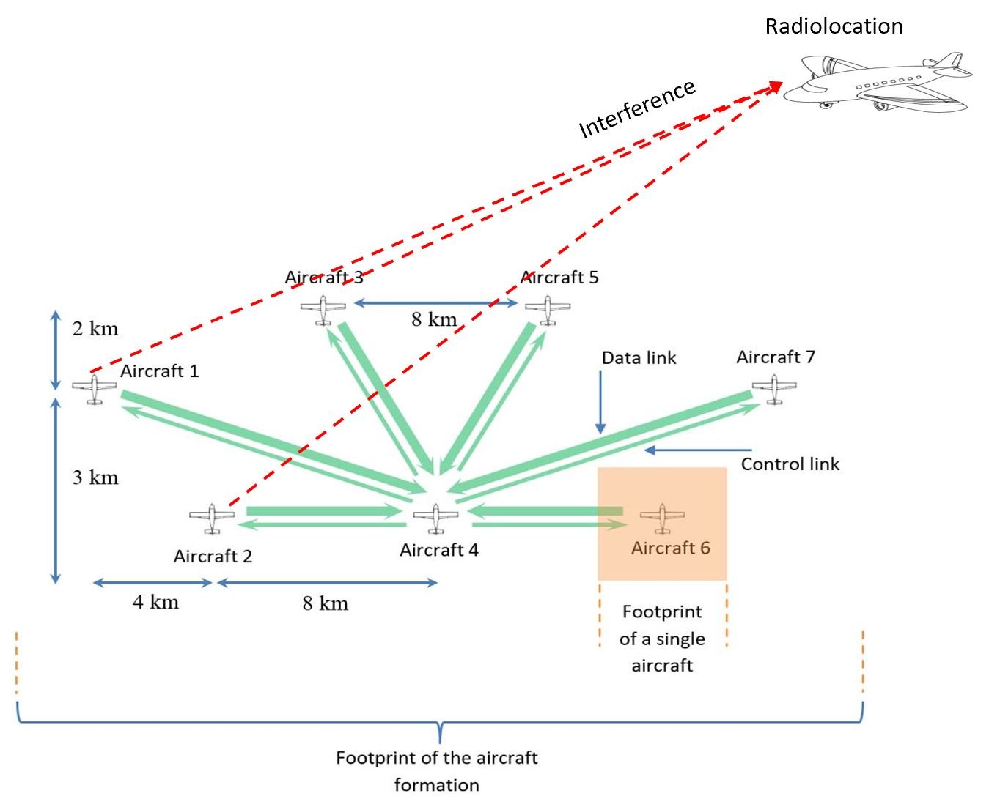 Radiolocation
Interference
Aircraft 3
Aircraft 5
8 km
2 km
Aircraft 1
Data link
Aircraft 7
Control link
3 km
Aircraft 2
Aircraft 4
Aircraft 6
4 km
8 km
Footprint
of a single
aircraft
Footprint of the aircraft
formation